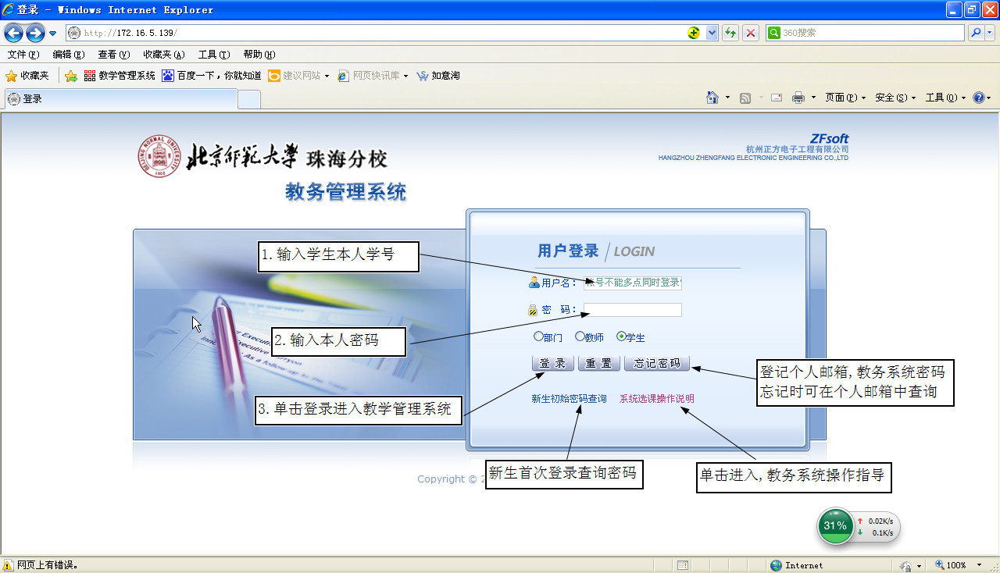 登录 - Windows Internet Explorer
http://172.16.5.139/
360搜索
文件(F) 编辑(E) 查看(V) 收藏夹(A) 工具(T) 帮助(H)
收藏夹 教学管理系统 百度一下，你就知道 建议网站 网页快讯库 如意淘
登录
页面(P) 安全(S) 工具(O)
BEIJING NORMAL UNIVERSITY
1902
北京师范大学 珠海分校
教务管理系统
ZFsoft
杭州正方电子工程有限公司
HANGZHOU ZHENGFANG ELECTRONIC ENGINEERING CO.,LTD
用户登录 LOGIN
1.输入学生本人学号
用户名： 帐号不能多点同时登录
密 码：
2.输入本人密码
部门 教师 学生
登 录 重 置 忘记密码
登记个人邮箱,教务系统密码
忘记时可在个人邮箱中查询
新生初始密码查询 系统选课操作说明
3.单击登录进入教学管理系统
新生首次登录查询密码
单击进入,教务系统操作指导
Copyright ©
31% 0.02K/s
0.1K/s
网页上有错误。 Internet 100%